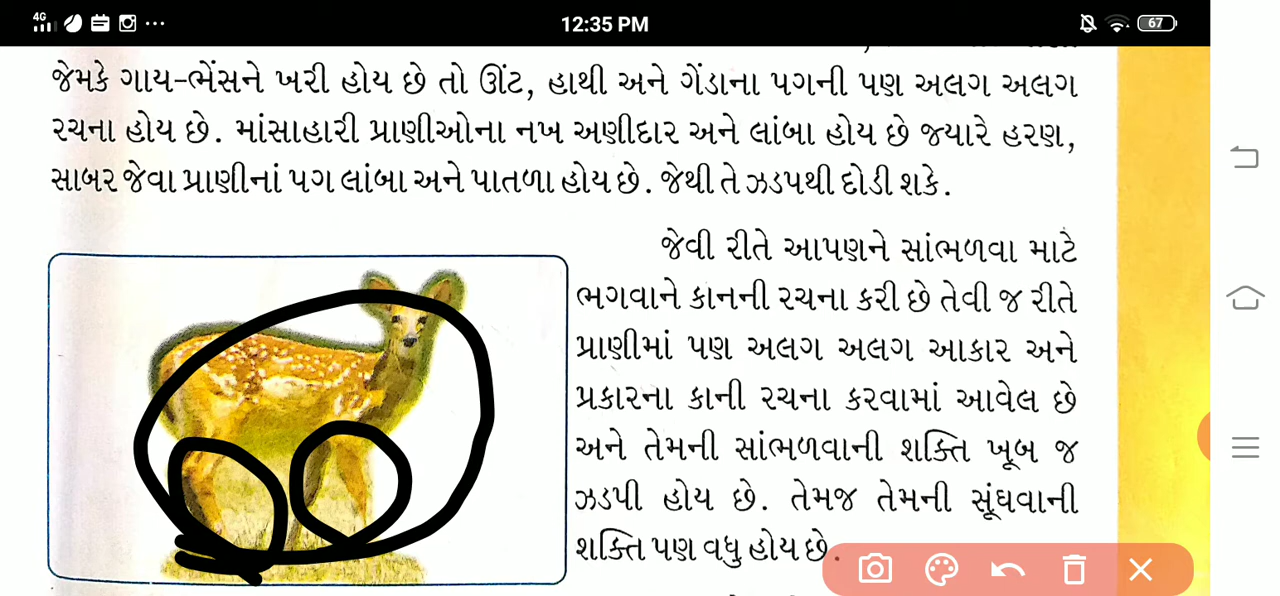 4G 12:35 PM 67
જેમકે ગાય-ભેંસને ખરી હોય છે તો ઊંટ, હાથી અને ગેંડાના પગની પણ અલગ અલગ
રચના હોય છે. માંસાહારી પ્રાણીઓના નખ અણીદાર અને લાંબા હોય છે જ્યારે હરણ,
સાબર જેવા પ્રાણીનાં પગ લાંબા અને પાતળા હોય છે. જેથી તે ઝડપથી દોડી શકે.
જેવી રીતે આપણને સાંભળવા માટે
ભગવાને કાનની રચના કરી છે તેવી જ રીતે
પ્રાણીમાં પણ અલગ અલગ આકાર અને
પ્રકારના કાની રચના કરવામાં આવેલ છે
અને તેમની સાંભળવાની શક્તિ ખૂબ જ
ઝડપી હોય છે. તેમજ તેમની સૂંઘવાની
શક્તિ પણ વધુ હોય છે.